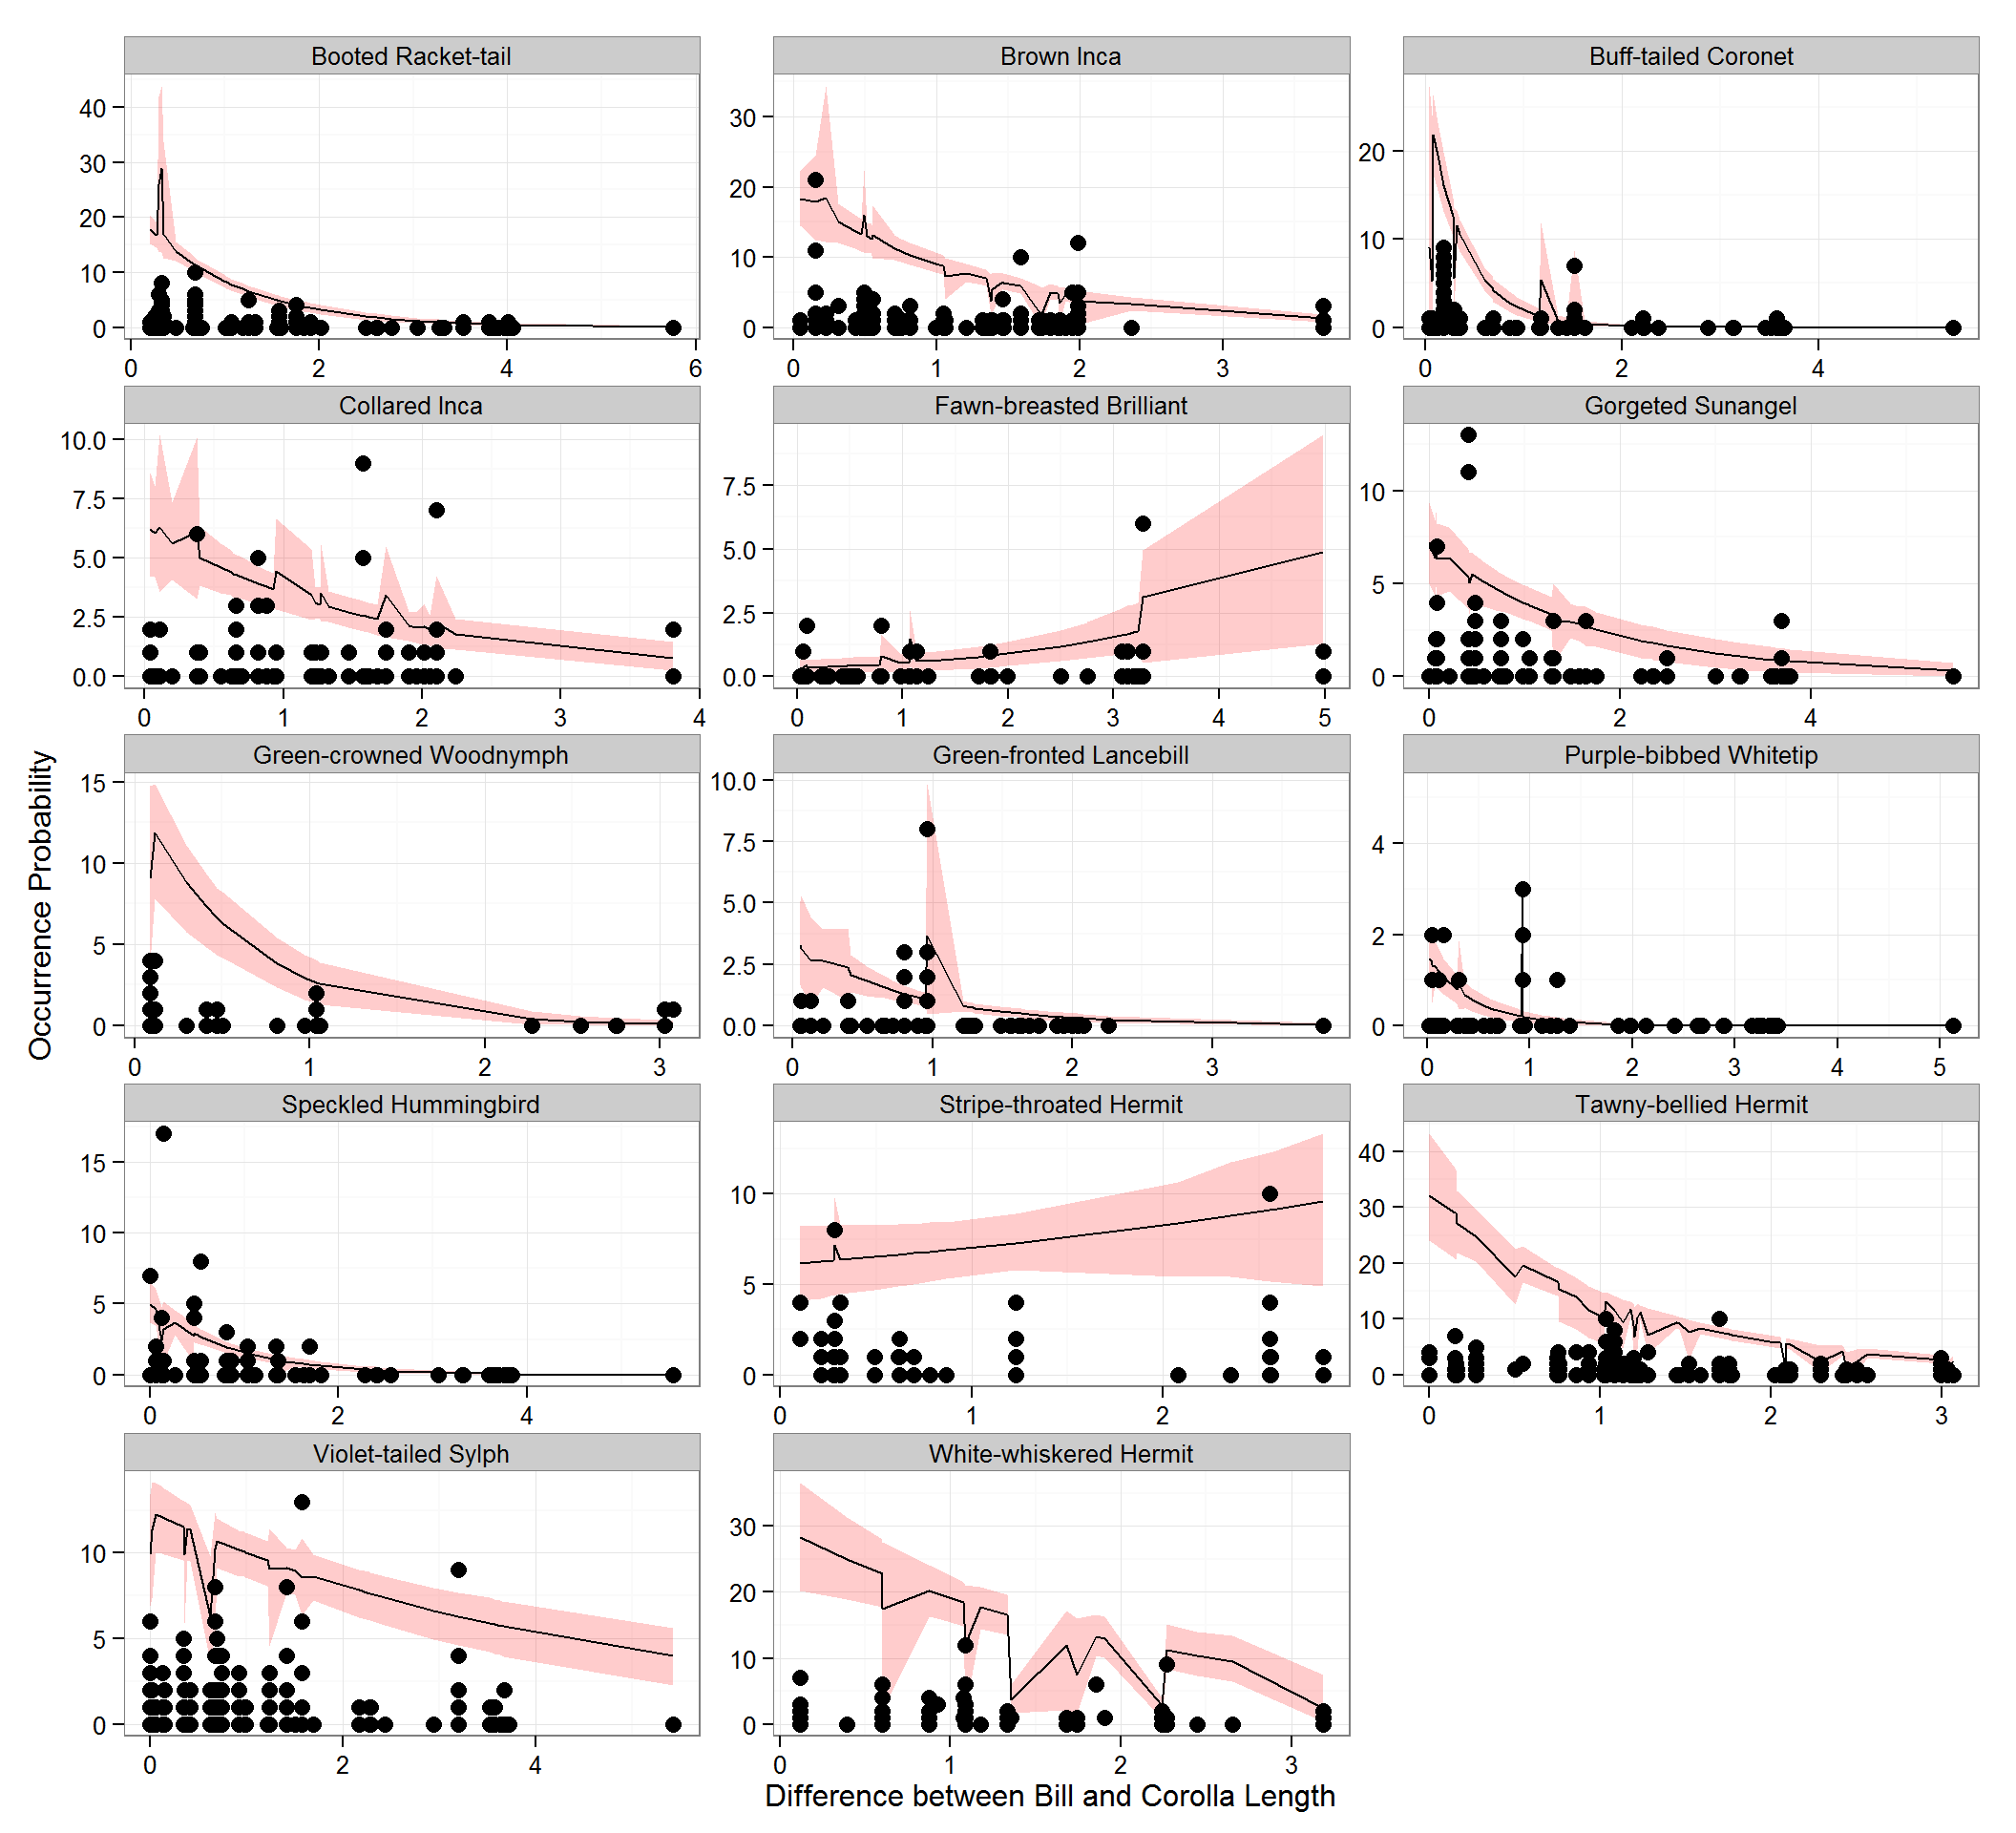 Booted Racket-tail
Brown Inca
Buff-tailed Coronet
40
30
20
10
0
30
20
10
0
20
10
0
0 2 4 6
0 1 2 3
0 2 4
Collared Inca
Fawn-breasted Brilliant
Gorgeted Sunangel
10.0
7.5
5.0
2.5
0.0
7.5
5.0
2.5
0.0
10
5
0
0 1 2 3 4
0 1 2 3 4 5
0 2 4
Green-crowned Woodnymph
Green-fronted Lancebill
Purple-bibbed Whitetip
15
10
5
0
10.0
7.5
5.0
2.5
0.0
4
2
0
0 1 2 3
0 1 2 3
0 1 2 3 4 5
Occurrence Probability
Speckled Hummingbird
Stripe-throated Hermit
Tawny-bellied Hermit
15
10
5
0
10
5
0
40
30
20
10
0
0 2 4
0 1 2
0 1 2 3
Violet-tailed Sylph
White-whiskered Hermit
10
5
0
30
20
10
0
0 2 4
0 1 2 3
Difference between Bill and Corolla Length